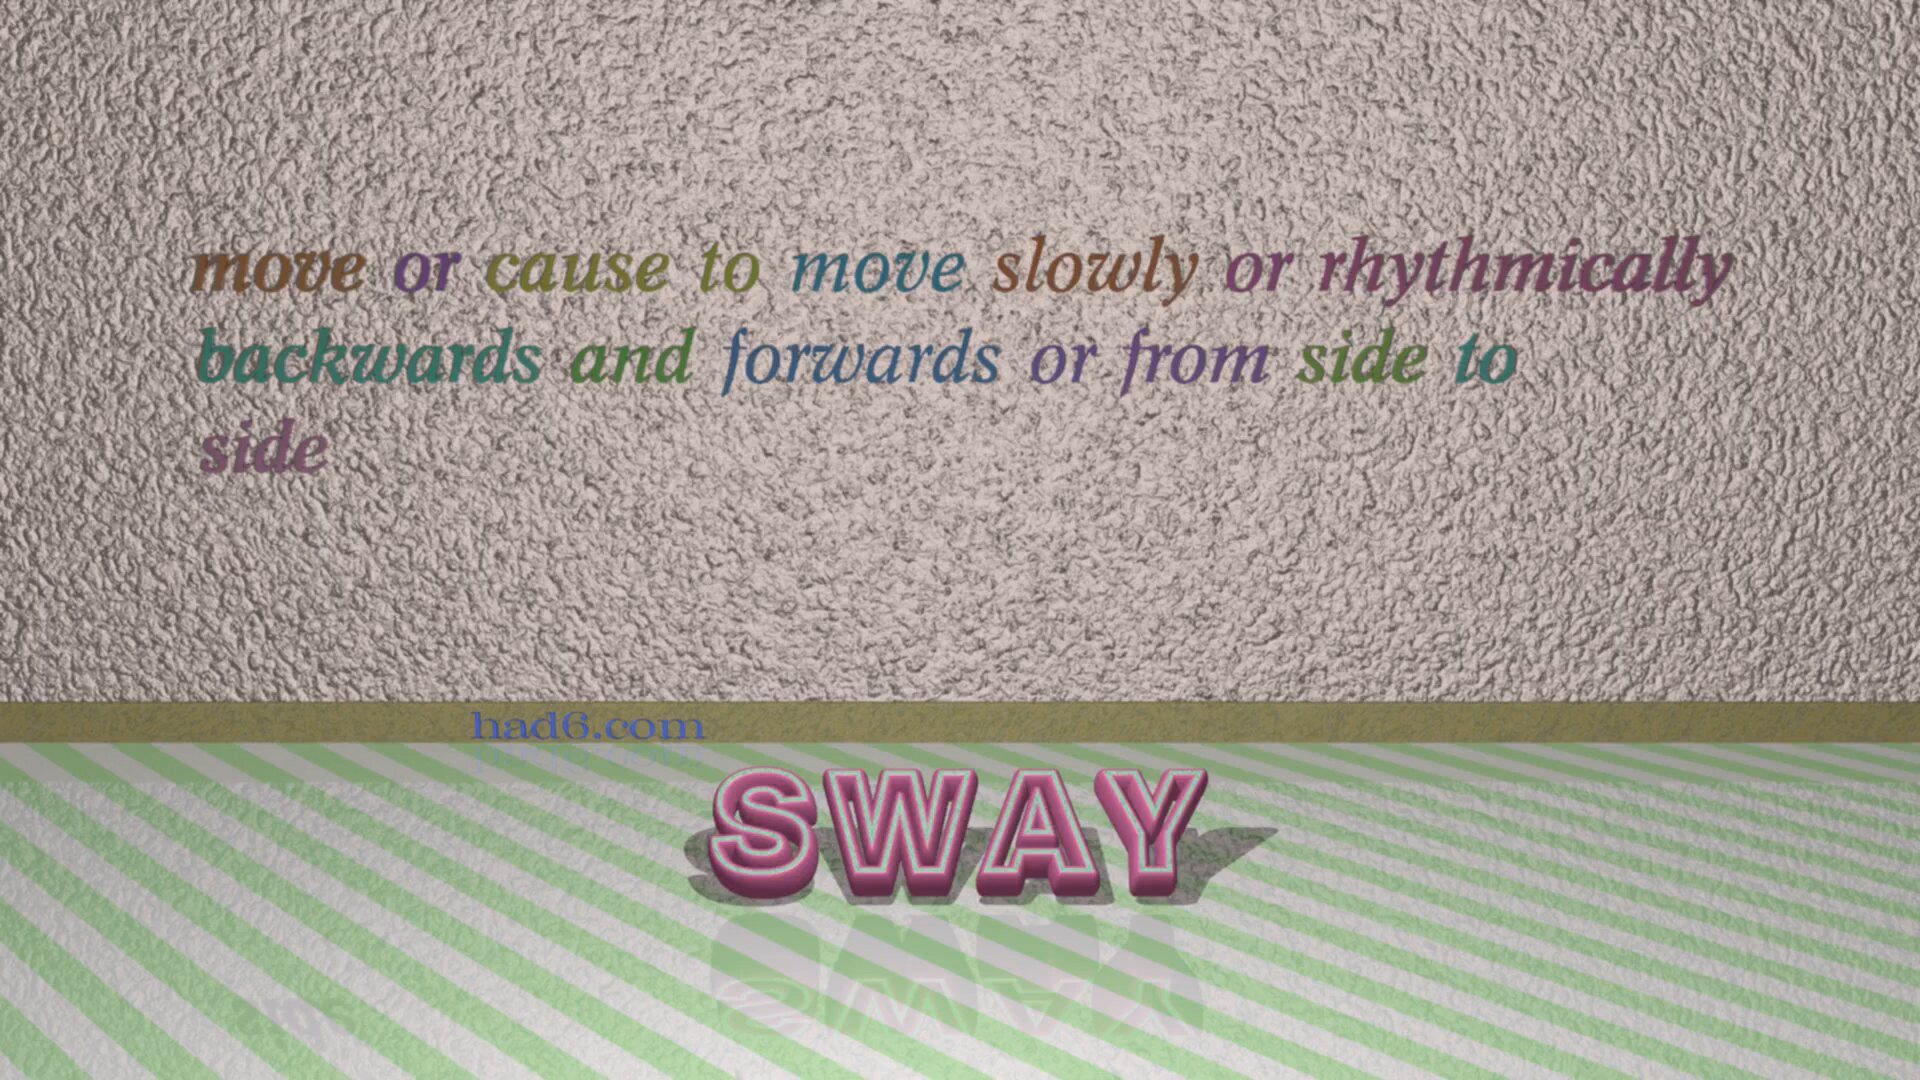 move or cause to move slowly or rhythmically
backwards and forwards or from side to
side
had6.com
SWAY